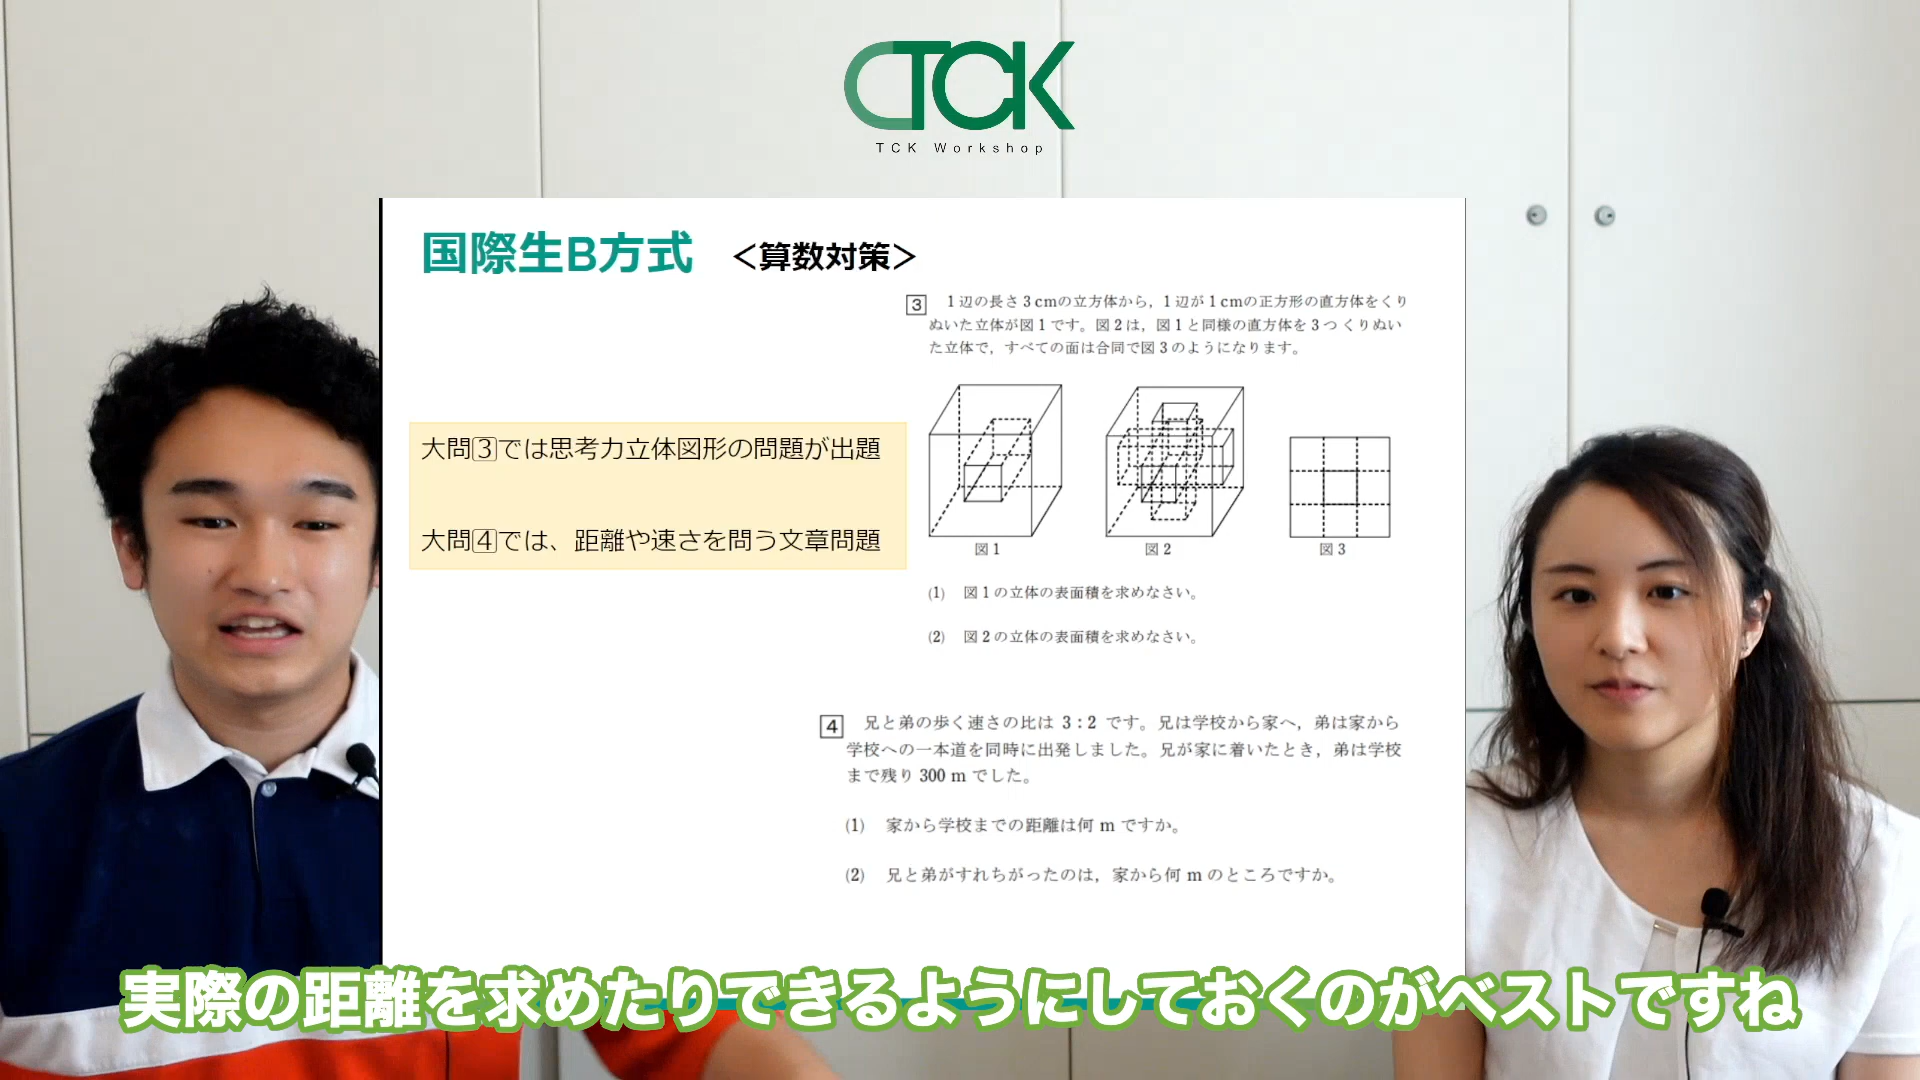 TCK
TCK Workshop
国際生B方式 ＜算数対策＞
大問3では思考力立体図形の問題が出題
大問4では、距離や速さを問う文章問題
3 1辺の長さ3cmの立方体から，1辺が1cmの正方形の直方体をくり
ぬいた立体が図1です。図2は，図1と同様の直方体を3つくりぬい
た立体で，すべての面は合同で図3のようになります。
図1 図2 図3
(1) 図1の立体の表面積を求めなさい。
(2) 図2の立体の表面積を求めなさい。
4 兄と弟の歩く速さの比は 3：2 です。兄は学校から家へ，弟は家から
学校への一本道を同時に出発しました。兄が家に着いたとき，弟は学校
まで残り 300 m でした。
(1) 家から学校までの距離は何 m ですか。
(2) 兄と弟がすれちがったのは，家から何 m のところですか。
実際の距離を求めたりできるようにしておくのがベストですね